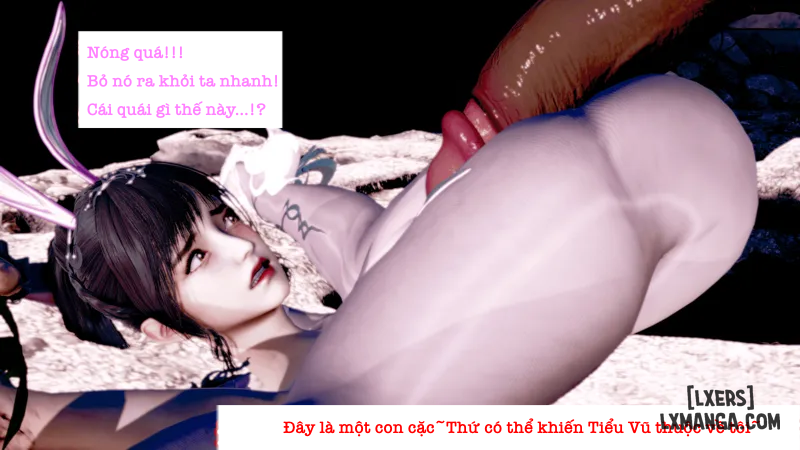 Nóng quá!!!
Bỏ nó ra khỏi ta nhanh!
Cái quái gì thế này...!?
[LXERS]
LXMANGA.COM
Đây là một con cặc~Thứ có thể khiến Tiểu Vũ thuộc về tôi~